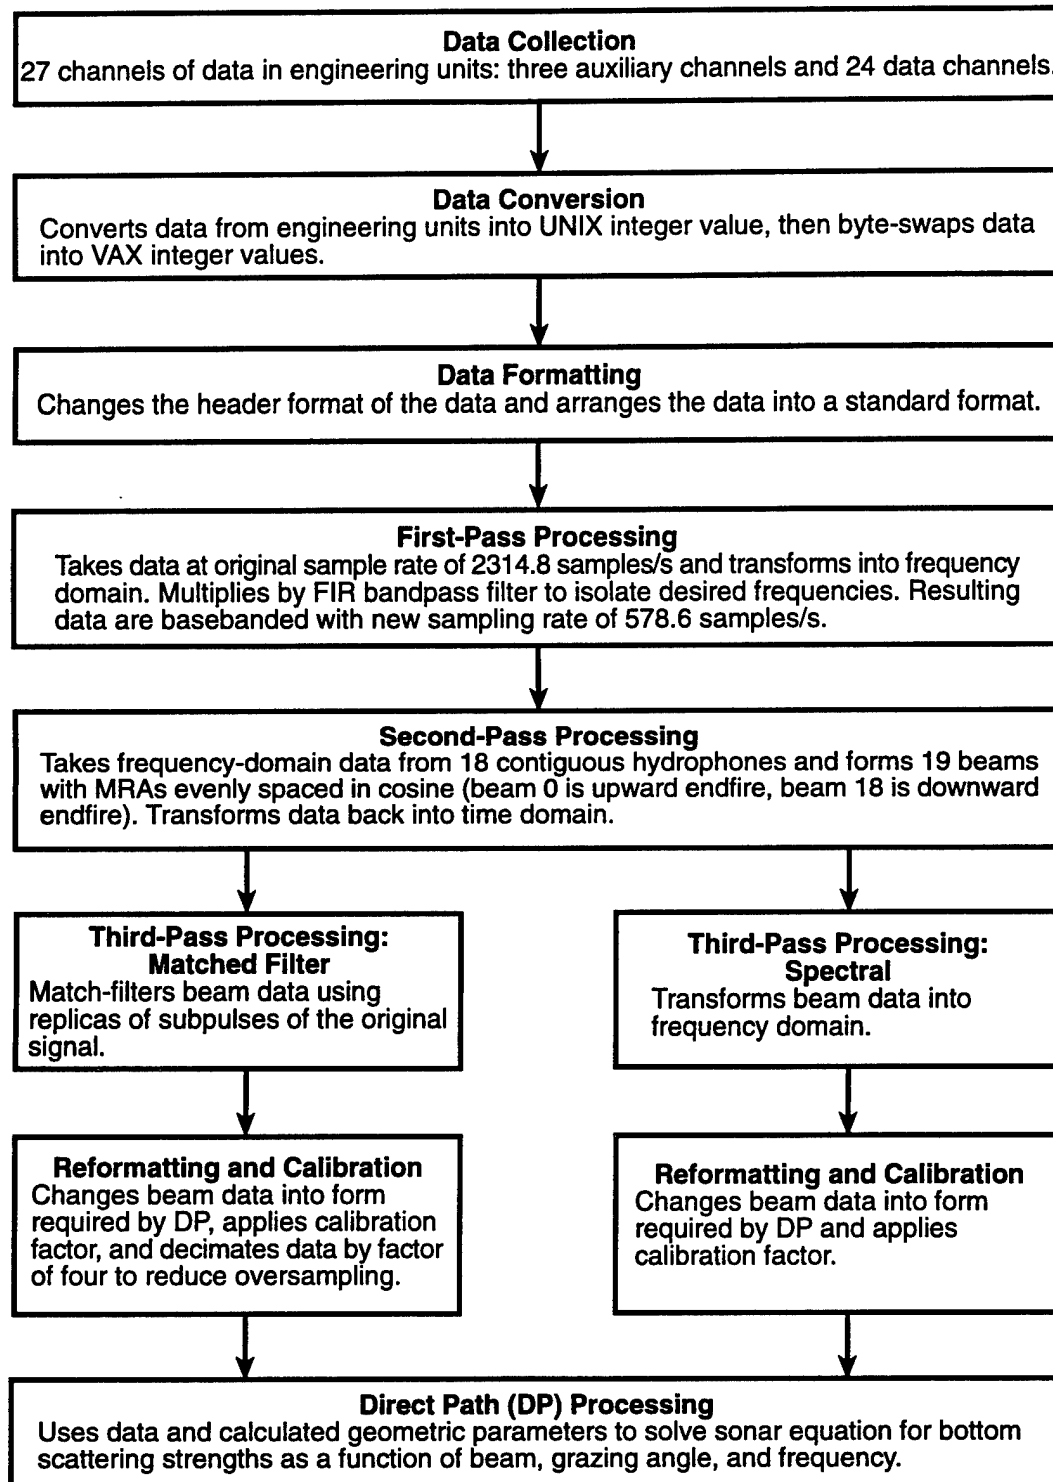 Data Collection
27 channels of data in engineering units: three auxiliary channels and 24 data channels.
Data Conversion
Converts data from engineering units into UNIX integer value, then byte-swaps data
into VAX integer values.
Data Formatting
Changes the header format of the data and arranges the data into a standard format.
First-Pass Processing
Takes data at original sample rate of 2314.8 samples/s and transforms into frequency
domain. Multiplies by FIR bandpass filter to isolate desired frequencies. Resulting
data are basebanded with new sampling rate of 578.6 samples/s.
Second-Pass Processing
Takes frequency-domain data from 18 contiguous hydrophones and forms 19 beams
with MRAs evenly spaced in cosine (beam 0 is upward endfire, beam 18 is downward
endfire). Transforms data back into time domain.
Third-Pass Processing:
Matched Filter
Match-filters beam data using
replicas of subpulses of the original
signal.
Third-Pass Processing:
Spectral
Transforms beam data into
frequency domain.
Reformatting and Calibration
Changes beam data into form
required by DP, applies calibration
factor, and decimates data by factor
of four to reduce oversampling.
Reformatting and Calibration
Changes beam data into form
required by DP and applies
calibration factor.
Direct Path (DP) Processing
Uses data and calculated geometric parameters to solve sonar equation for bottom
scattering strengths as a function of beam, grazing angle, and frequency.